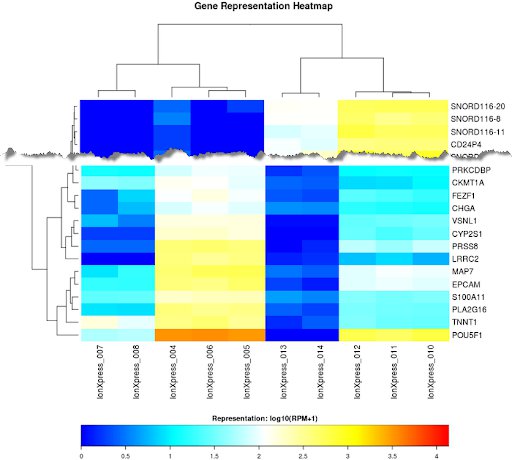 Gene Representation Heatmap
SNORD116-20
SNORD116-8
SNORD116-11
CD24P4
PRKCDBP
CKMT1A
FEZF1
CHGA
VSNL1
CYP2S1
PRSS8
LRRC2
MAP7
EPCAM
S100A11
PLA2G16
TNNT1
POU5F1
IonXpress_007
IonXpress_008
IonXpress_004
IonXpress_006
IonXpress_005
IonXpress_013
IonXpress_014
IonXpress_012
IonXpress_011
IonXpress_010
Representation: log10(RPM+1)
0 0.5 1 1.5 2 2.5 3 3.5 4